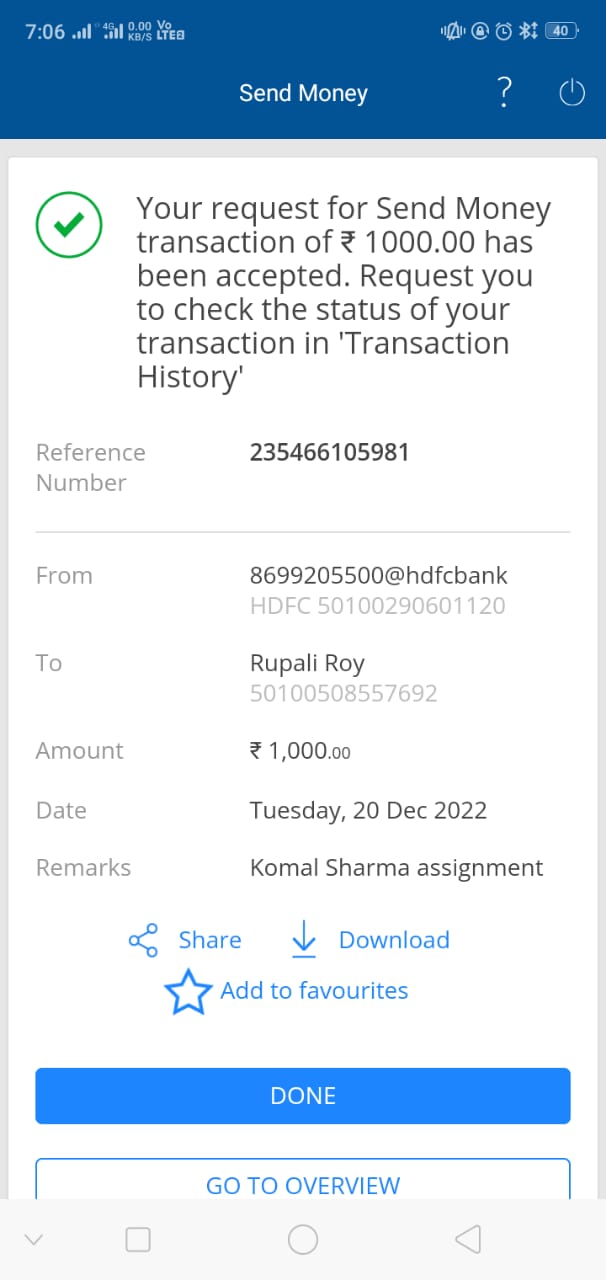 7:06 4G 0.00 KB/S Vo LTE2 40
Send Money ?
Your request for Send Money
transaction of ₹ 1000.00 has
been accepted. Request you
to check the status of your
transaction in 'Transaction
History'
Reference Number 235466105981
From 8699205500@hdfcbank
HDFC 50100290601120
To Rupali Roy
50100508557692
Amount ₹ 1,000.00
Date Tuesday, 20 Dec 2022
Remarks Komal Sharma assignment
Share Download
Add to favourites
DONE
GO TO OVERVIEW